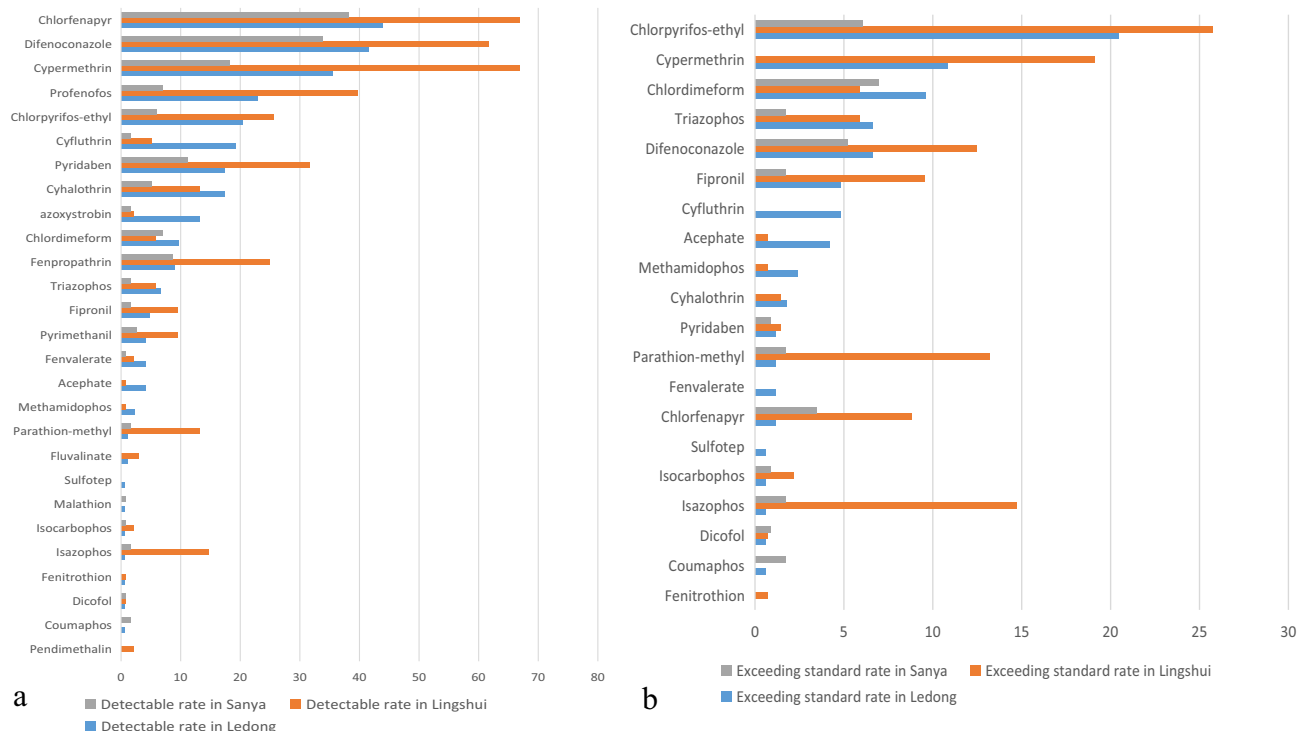 Chlorfenapyr
Difenoconazole
Cypermethrin
Profenofos
Chlorpyrifos-ethyl
Cyfluthrin
Pyridaben
Cyhalothrin
azoxystrobin
Chlordimeform
Fenpropathrin
Triazophos
Fipronil
Pyrimethanil
Fenvalerate
Acephate
Methamidophos
Parathion-methyl
Fluvalinate
Sulfotep
Malathion
Isocarbophos
Isazophos
Fenitrothion
Dicofol
Coumaphos
Pendimethalin
0 10 20 30 40 50 60 70 80
Detectable rate in Sanya Detectable rate in Lingshui
Detectable rate in Ledong
a
Chlorpyrifos-ethyl
Cypermethrin
Chlordimeform
Triazophos
Difenoconazole
Fipronil
Cyfluthrin
Acephate
Methamidophos
Cyhalothrin
Pyridaben
Parathion-methyl
Fenvalerate
Chlorfenapyr
Sulfotep
Isocarbophos
Isazophos
Dicofol
Coumaphos
Fenitrothion
0 5 10 15 20 25 30
Exceeding standard rate in Sanya Exceeding standard rate in Lingshui
Exceeding standard rate in Ledong
b